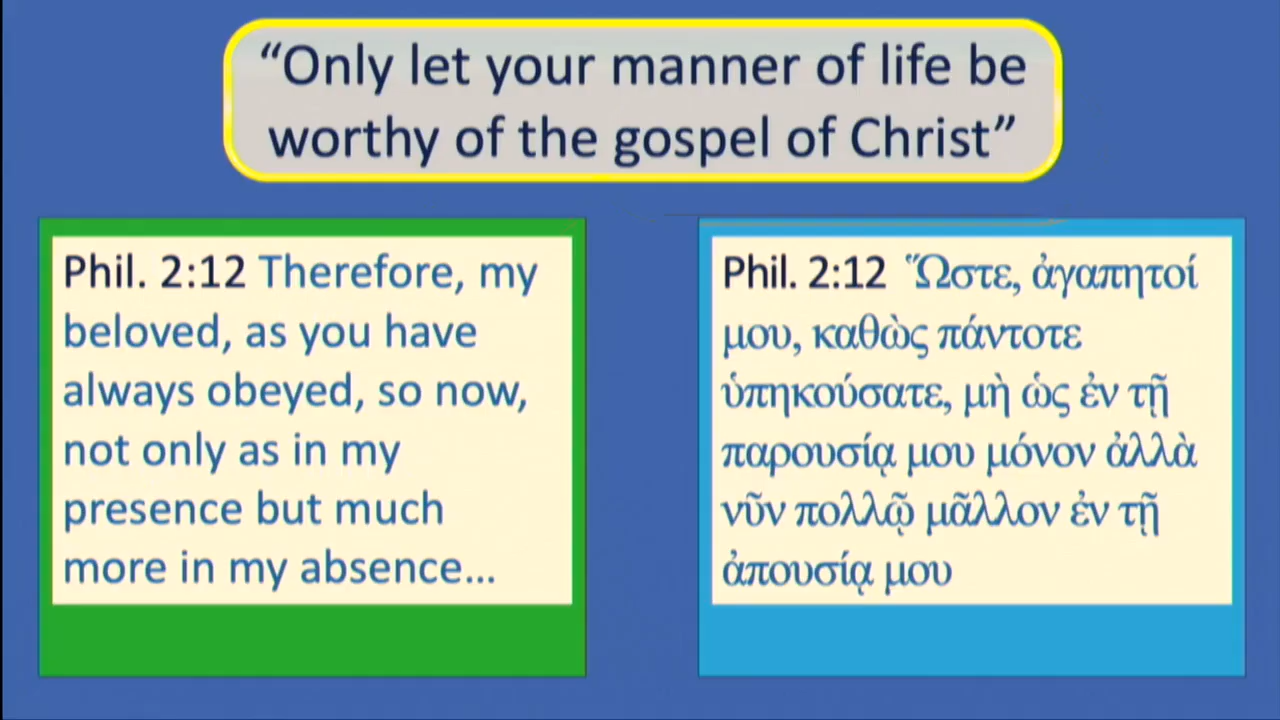 “Only let your manner of life be
worthy of the gospel of Christ”
Phil. 2:12 Therefore, my
beloved, as you have
always obeyed, so now,
not only as in my
presence but much
more in my absence…
Phil. 2:12 Ὥστε, ἀγαπητοί
μου, καθὼς πάντοτε
ὑπηκούσατε, μὴ ὡς ἐν τῇ
παρουσίᾳ μου μόνον ἀλλὰ
νῦν πολλῷ μᾶλλον ἐν τῇ
ἀπουσίᾳ μου